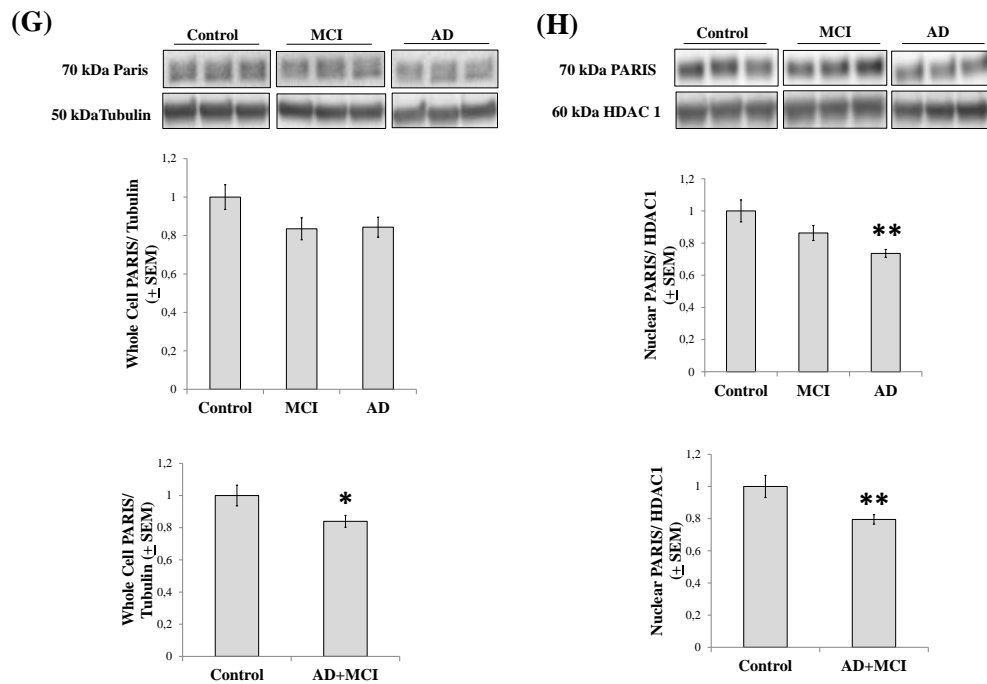 (G)
Control MCI AD
70 kDa Paris
50 kDaTubulin
1,2
1
0,8
0,6
0,4
0,2
0
Whole Cell PARIS/ Tubulin
(± SEM)
Control MCI AD
1,2
1
0,8
0,6
0,4
0,2
0
Whole Cell PARIS/
Tubulin (± SEM)
*
Control AD+MCI
(H)
Control MCI AD
70 kDa PARIS
60 kDa HDAC 1
1,2
1
0,8
0,6
0,4
0,2
0
Nuclear PARIS/ HDAC1
(± SEM)
**
Control MCI AD
1,2
1
0,8
0,6
0,4
0,2
0
Nuclear PARIS/ HDAC1
(± SEM)
**
Control AD+MCI